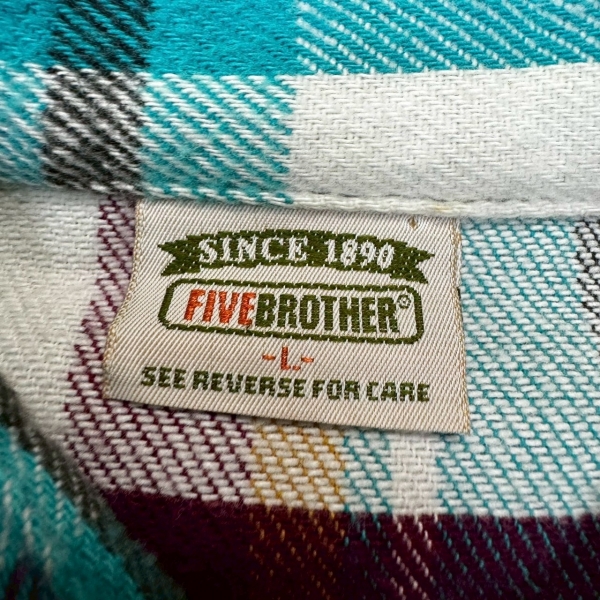 SINCE 1890
FIVEBROTHER®
-L-
SEE REVERSE FOR CARE